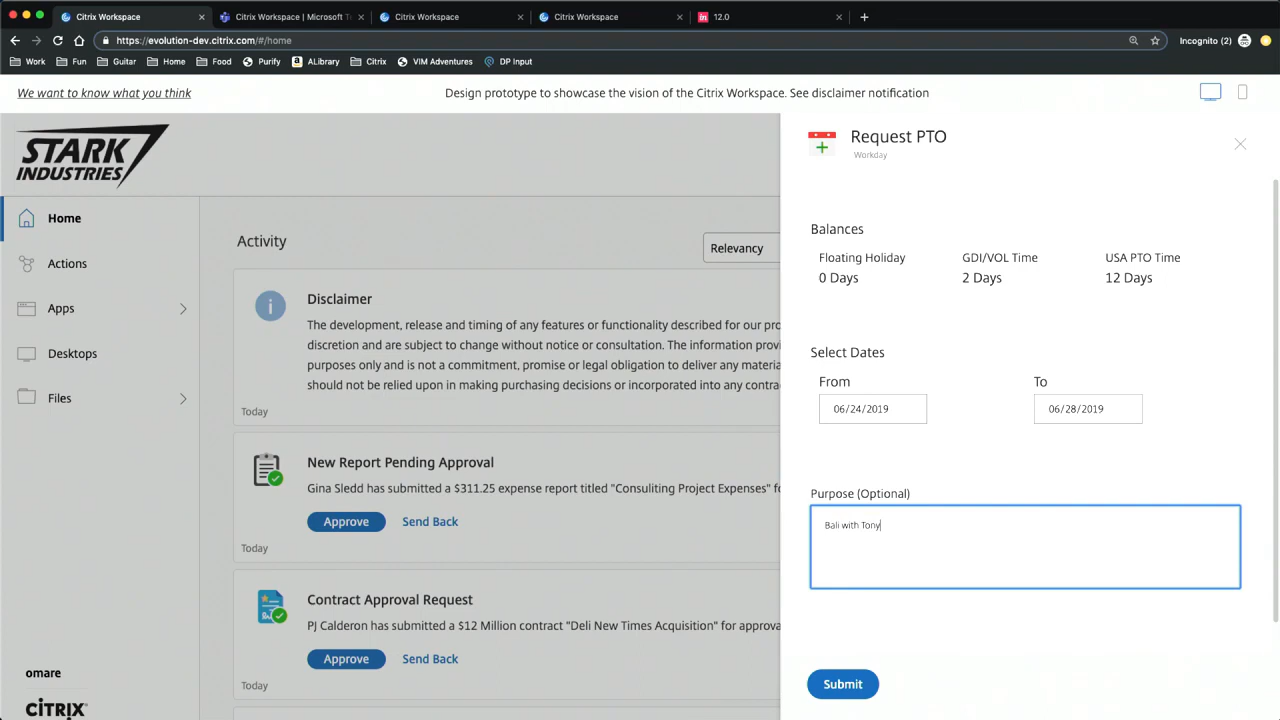 Citrix Workspace
Citrix Workspace | Microsoft T
Citrix Workspace
Citrix Workspace
in 12.0
https://evolution-dev.citrix.com/#/home
Incognito (2)
Work
Fun
Guitar
Home
Food
Purify
ALibrary
Citrix
VIM Adventures
DP Input
We want to know what you think
Design prototype to showcase the vision of the Citrix Workspace. See disclaimer notification
STARK
INDUSTRIES
Home
Actions
Apps
Desktops
Files
omare
CİTRIX
Activity
Relevancy
Disclaimer
The development, release and timing of any features or functionality described for our pro
discretion and are subject to change without notice or consultation. The information provi
purposes only and is not a commitment, promise or legal obligation to deliver any materia
should not be relied upon in making purchasing decisions or incorporated into any contra
Today
New Report Pending Approval
Gina Sledd has submitted a $311.25 expense report titled "Consuliting Project Expenses" fo
Approve
Send Back
Today
Contract Approval Request
PJ Calderon has submitted a $12 Million contract "Deli New Times Acquisition" for approva
Approve
Send Back
Today
Request PTO
Workday
Balances
Floating Holiday
GDI/VOL Time
USA PTO Time
0 Days
2 Days
12 Days
Select Dates
From
To
06/24/2019
06/28/2019
Purpose (Optional)
Bali with Tony
Submit